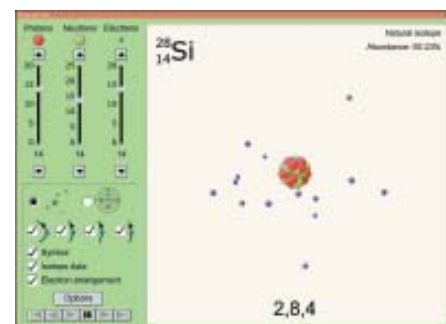 Protons Neutrons Electrons
14 14 14
Symbol
Isotope data
Electron arrangement
Options
28
14 Si
Natural isotope
Abundance: 92.23%
2,8,4